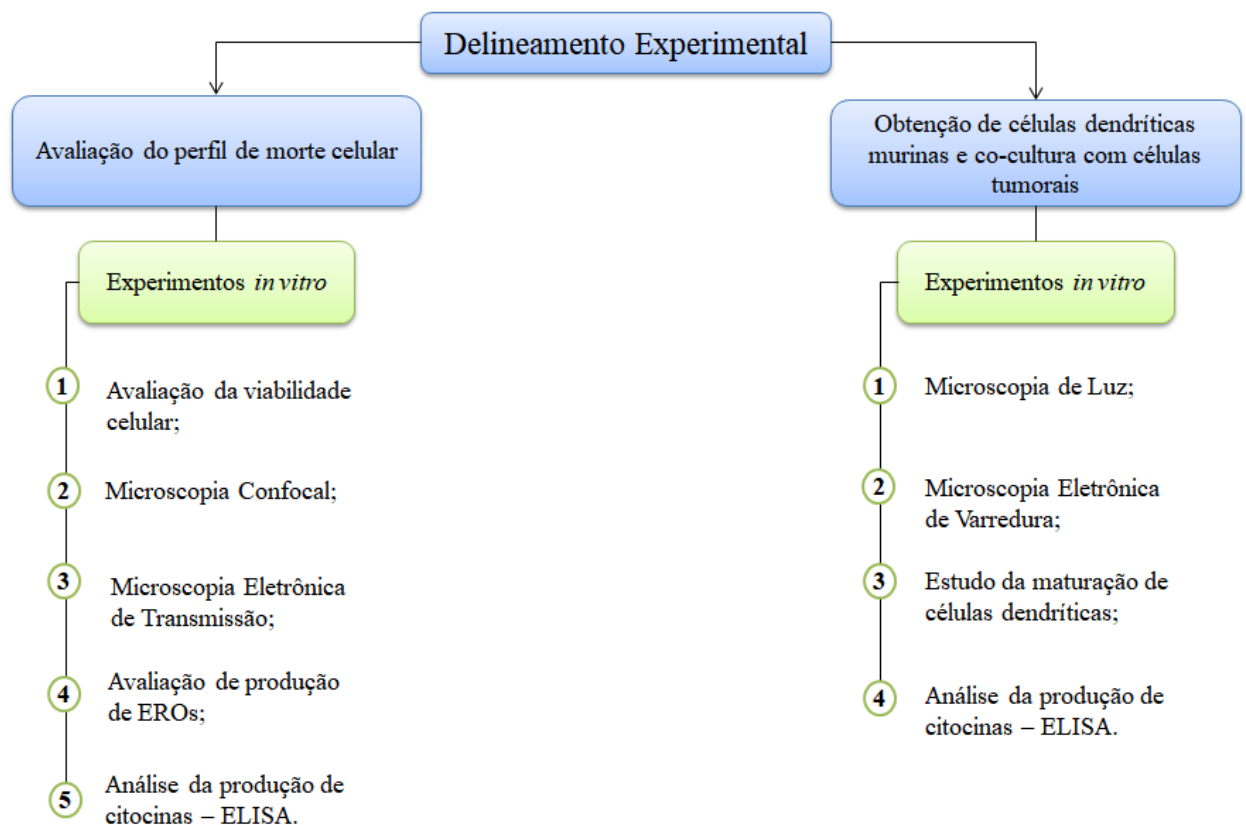 Delineamento Experimental
Avaliação do perfil de morte celular
Experimentos in vitro
1
Avaliação da viabilidade
celular;
2
Microscopia Confocal;
3
Microscopia Eletrônica
de Transmissão;
4
Avaliação de produção
de EROs;
5
Análise da produção de
citocinas – ELISA.
Obtenção de células dendríticas
murinas e co-cultura com células
tumorais
Experimentos in vitro
1
Microscopia de Luz;
2
Microscopia Eletrônica
de Varredura;
3
Estudo da maturação de
células dendríticas;
4
Análise da produção de
citocinas – ELISA.